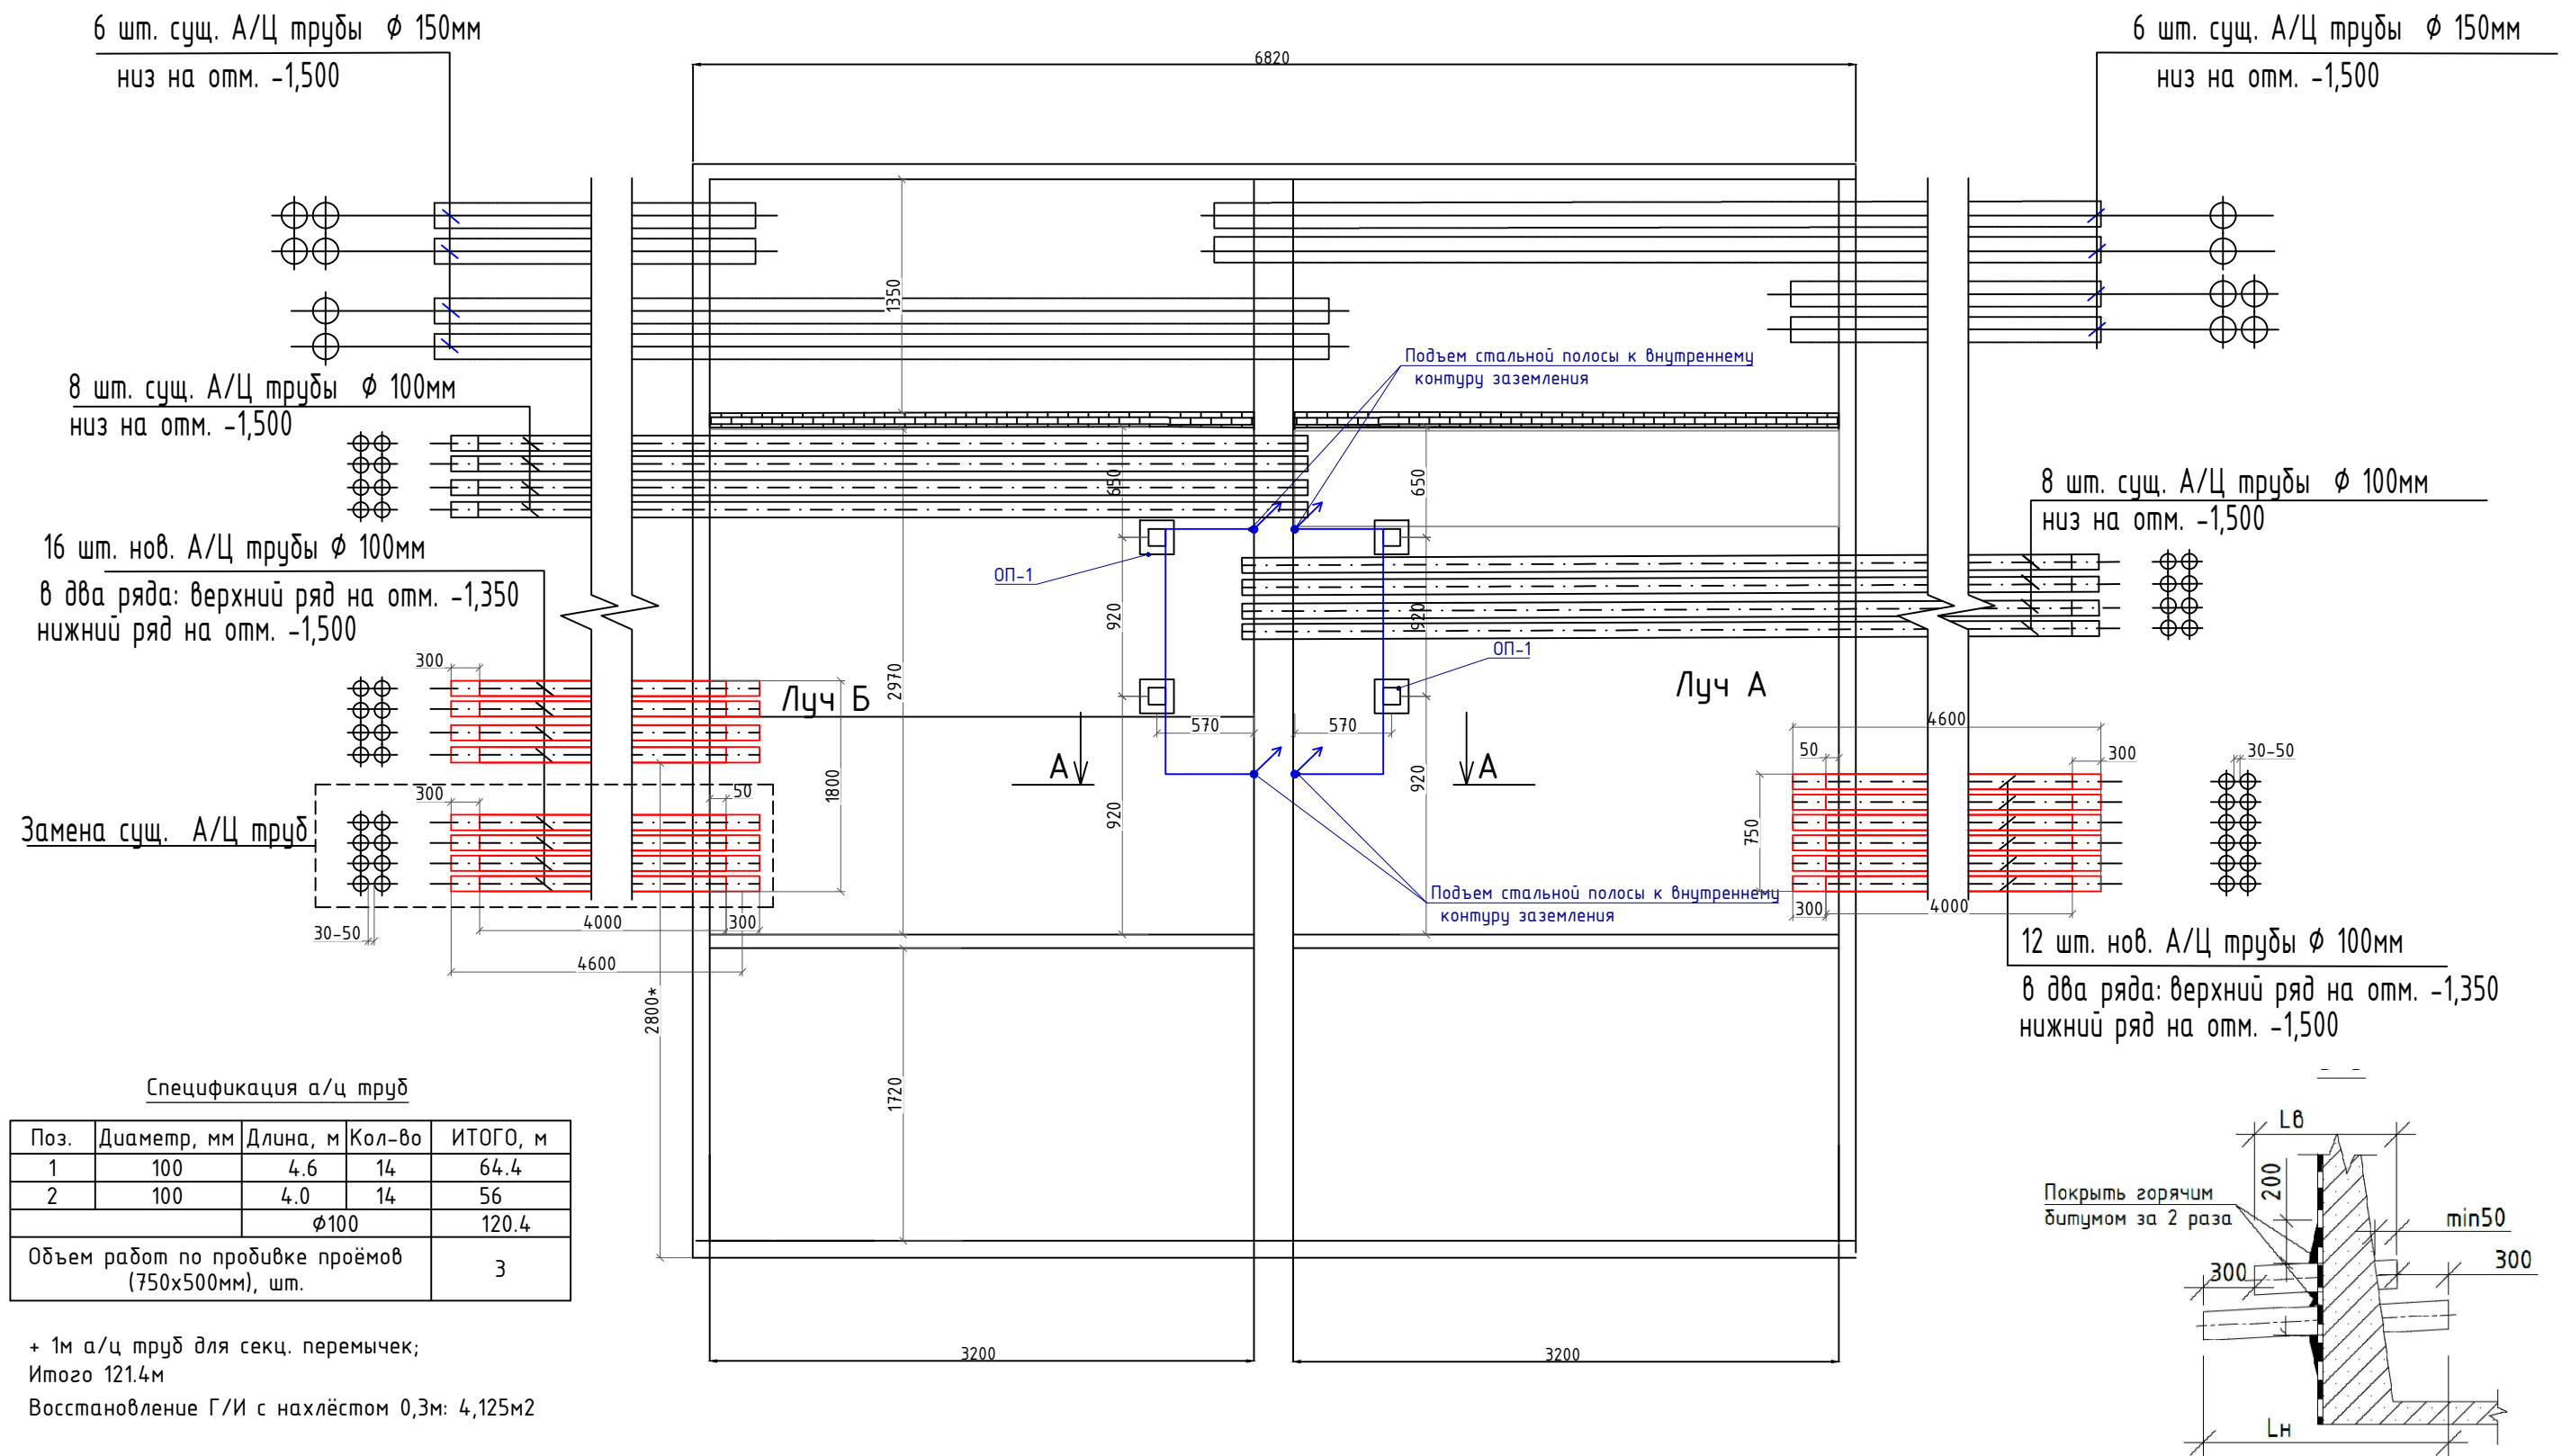 6 шт. сущ. А/Ц трубы Ф 150мм
низ на отм. -1,500
6 шт. сущ. А/Ц трубы Ф 150мм
низ на отм. -1,500
6820
1350
Подъем стальной полосы к внутреннему
контуру заземления
8 шт. сущ. А/Ц трубы Ф 100мм
низ на отм. -1,500
650
650
8 шт. сущ. А/Ц трубы Ф 100мм
низ на отм. -1,500
16 шт. нов. А/Ц трубы Ф 100мм
в два ряда: верхний ряд на отм. -1,350
нижний ряд на отм. -1,500
ОП-1
920
920
ОП-1
300
2970
Луч Б
Луч А
570
570
4600
50
300
30-50
А
А
300
50
1800
920
920
750
Замена сущ. А/Ц труб
Подъем стальной полосы к внутреннему
контуру заземления
300
4000
4000
300
30-50
4600
2800*
12 шт. нов. А/Ц трубы Ф 100мм
в два ряда: верхний ряд на отм. -1,350
нижний ряд на отм. -1,500
1720
Спецификация а/ц труб
Поз. Диаметр, мм Длина, м Кол-во ИТОГО, м
1 100 4.6 14 64.4
2 100 4.0 14 56
Ф100 120.4
Объем работ по пробивке проёмов
(750х500мм), шт.
3
+ 1м а/ц труб для секц. перемычек;
Итого 121.4м
Восстановление Г/И с нахлёстом 0,3м: 4,125м2
3200
3200
Lв
200
Покрыть горячим
битумом за 2 раза
min50
300
300
Lн